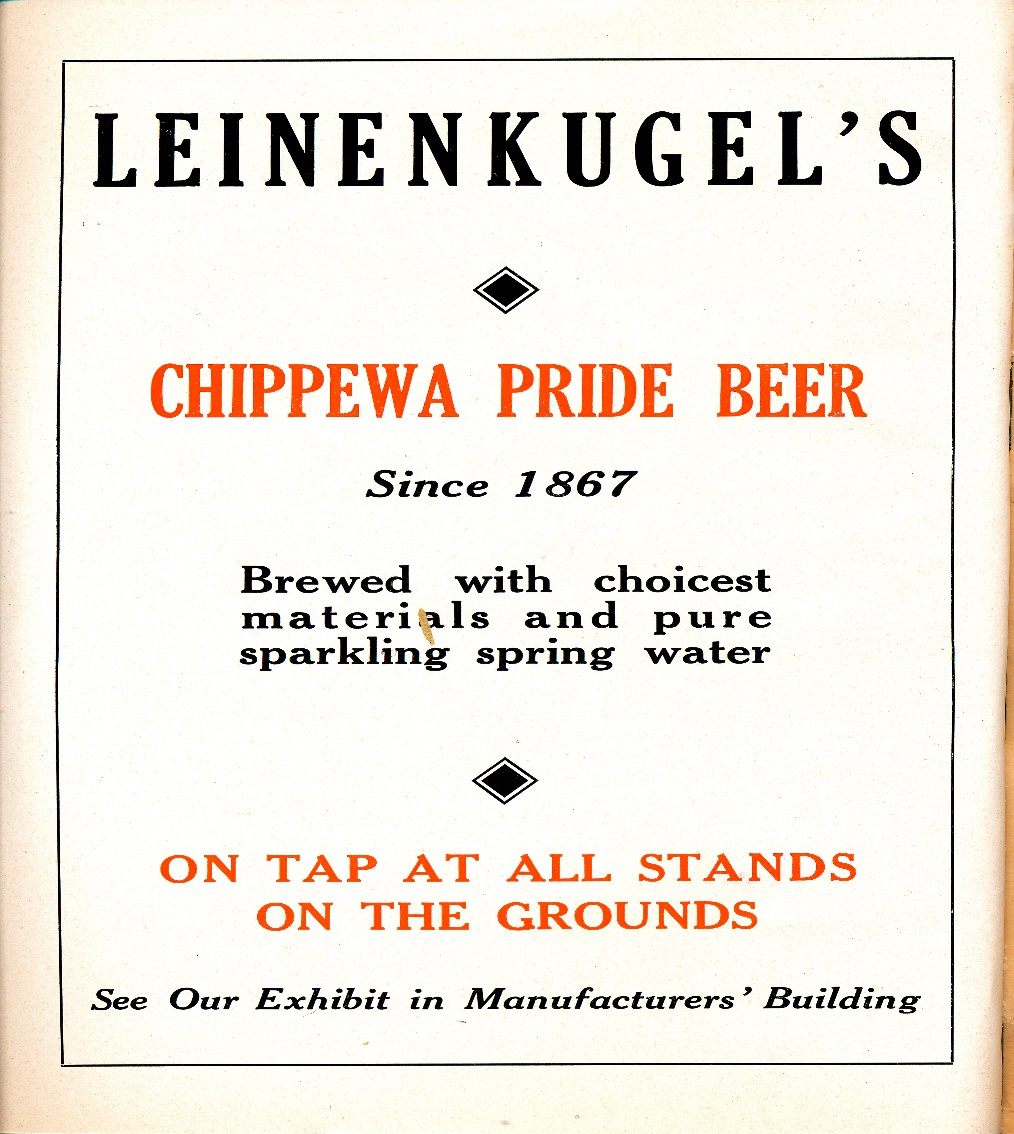 LEINENKUGEL'S
CHIPPEWA PRIDE BEER
Since 1867
Brewed with choicest
materials and pure
sparkling spring water
ON TAP AT ALL STANDS
ON THE GROUNDS
See Our Exhibit in Manufacturers' Building